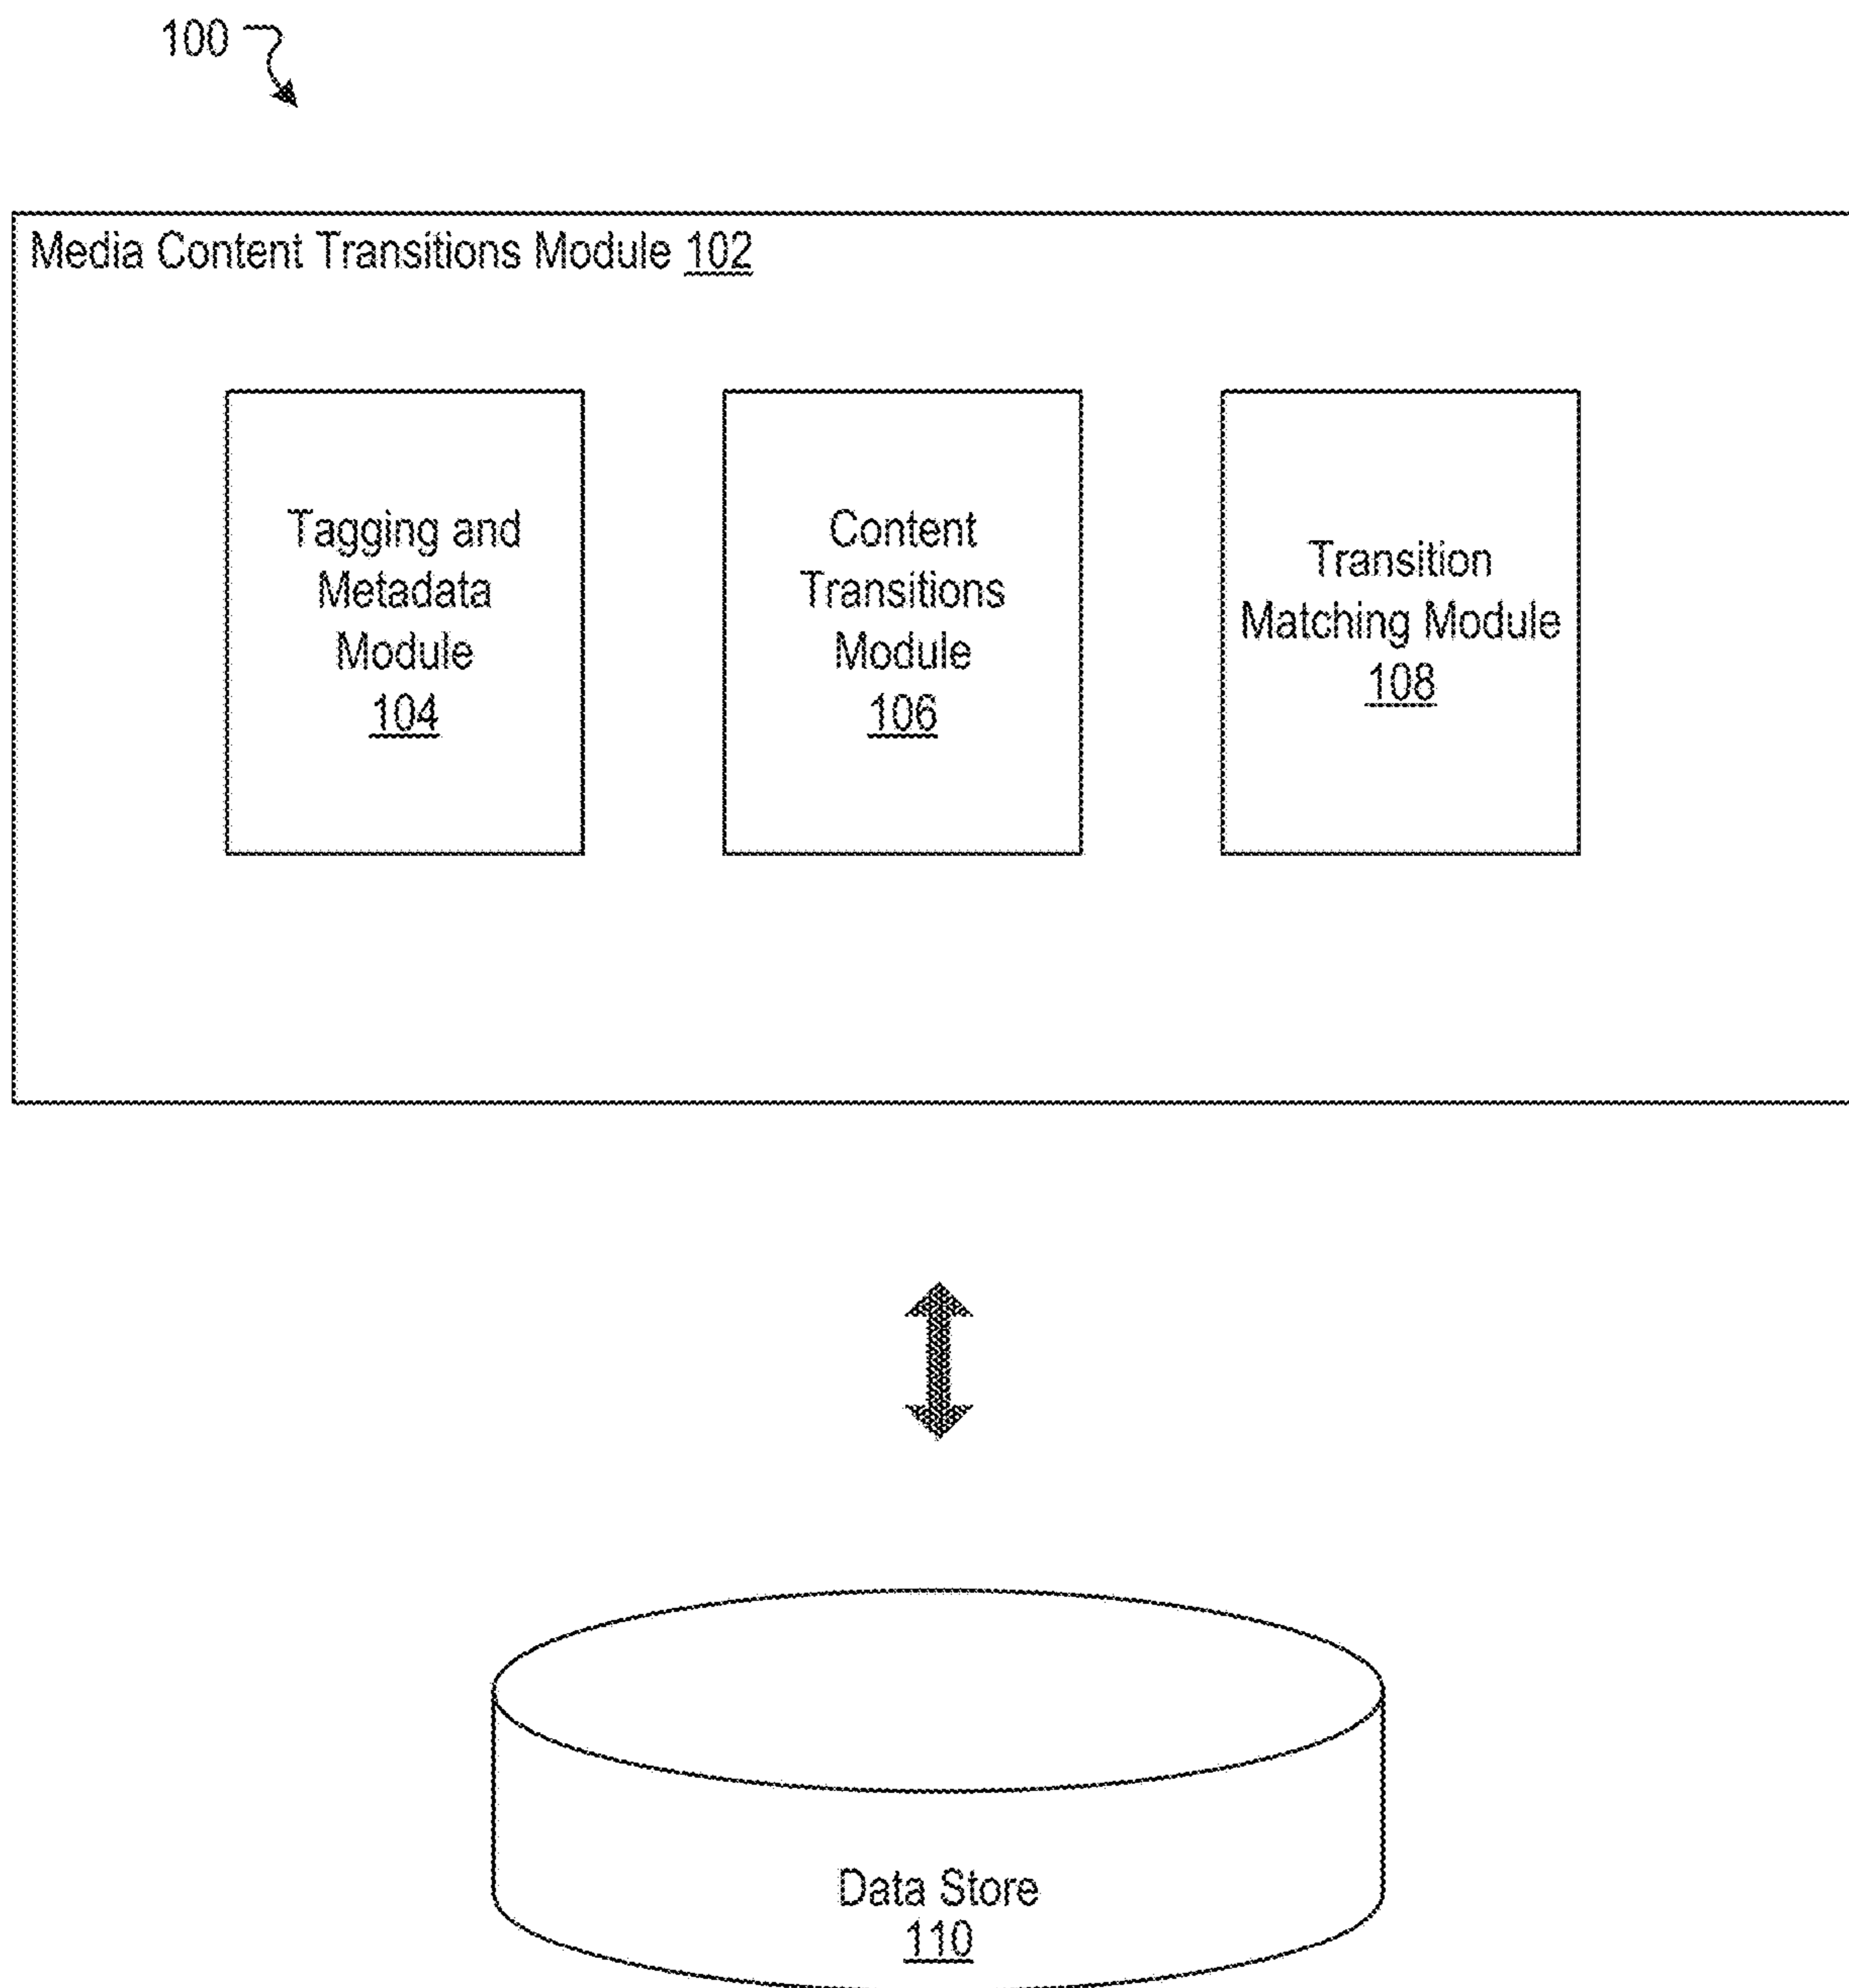 100
Media Content Transitions Module 102
Tagging and
Metadata
Module
104
Content
Transitions
Module
106
Transition
Matching Module
108
Data Store
110